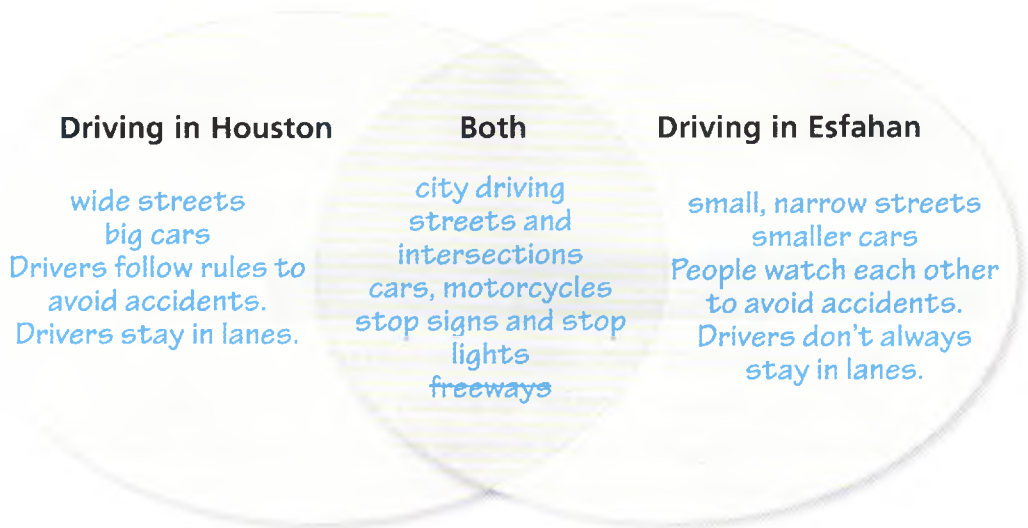 Driving in Houston
wide streets
big cars
Drivers follow rules to
avoid accidents.
Drivers stay in lanes.
Both
city driving
streets and
intersections
cars, motorcycles
stop signs and stop
lights
freeways
Driving in Esfahan
small, narrow streets
smaller cars
People watch each other
to avoid accidents.
Drivers don't always
stay in lanes.